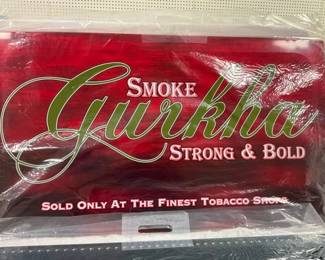 SMOKE
Gurkha
STRONG & BOLD
SOLD ONLY AT THE FINEST TOBACCO SHOPS